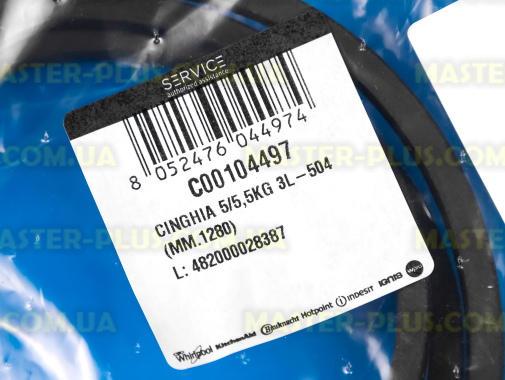 SERVICE
authorized assistance
8 052476 044974
C00104497
CINGHIA 5/5,5KG 3L-504
(MM.1280)
L: 482000028387
Whirlpool KitchenAid Bauknecht Hotpoint INDESIT IGNIS
MASTER-PLUS.COM.UA